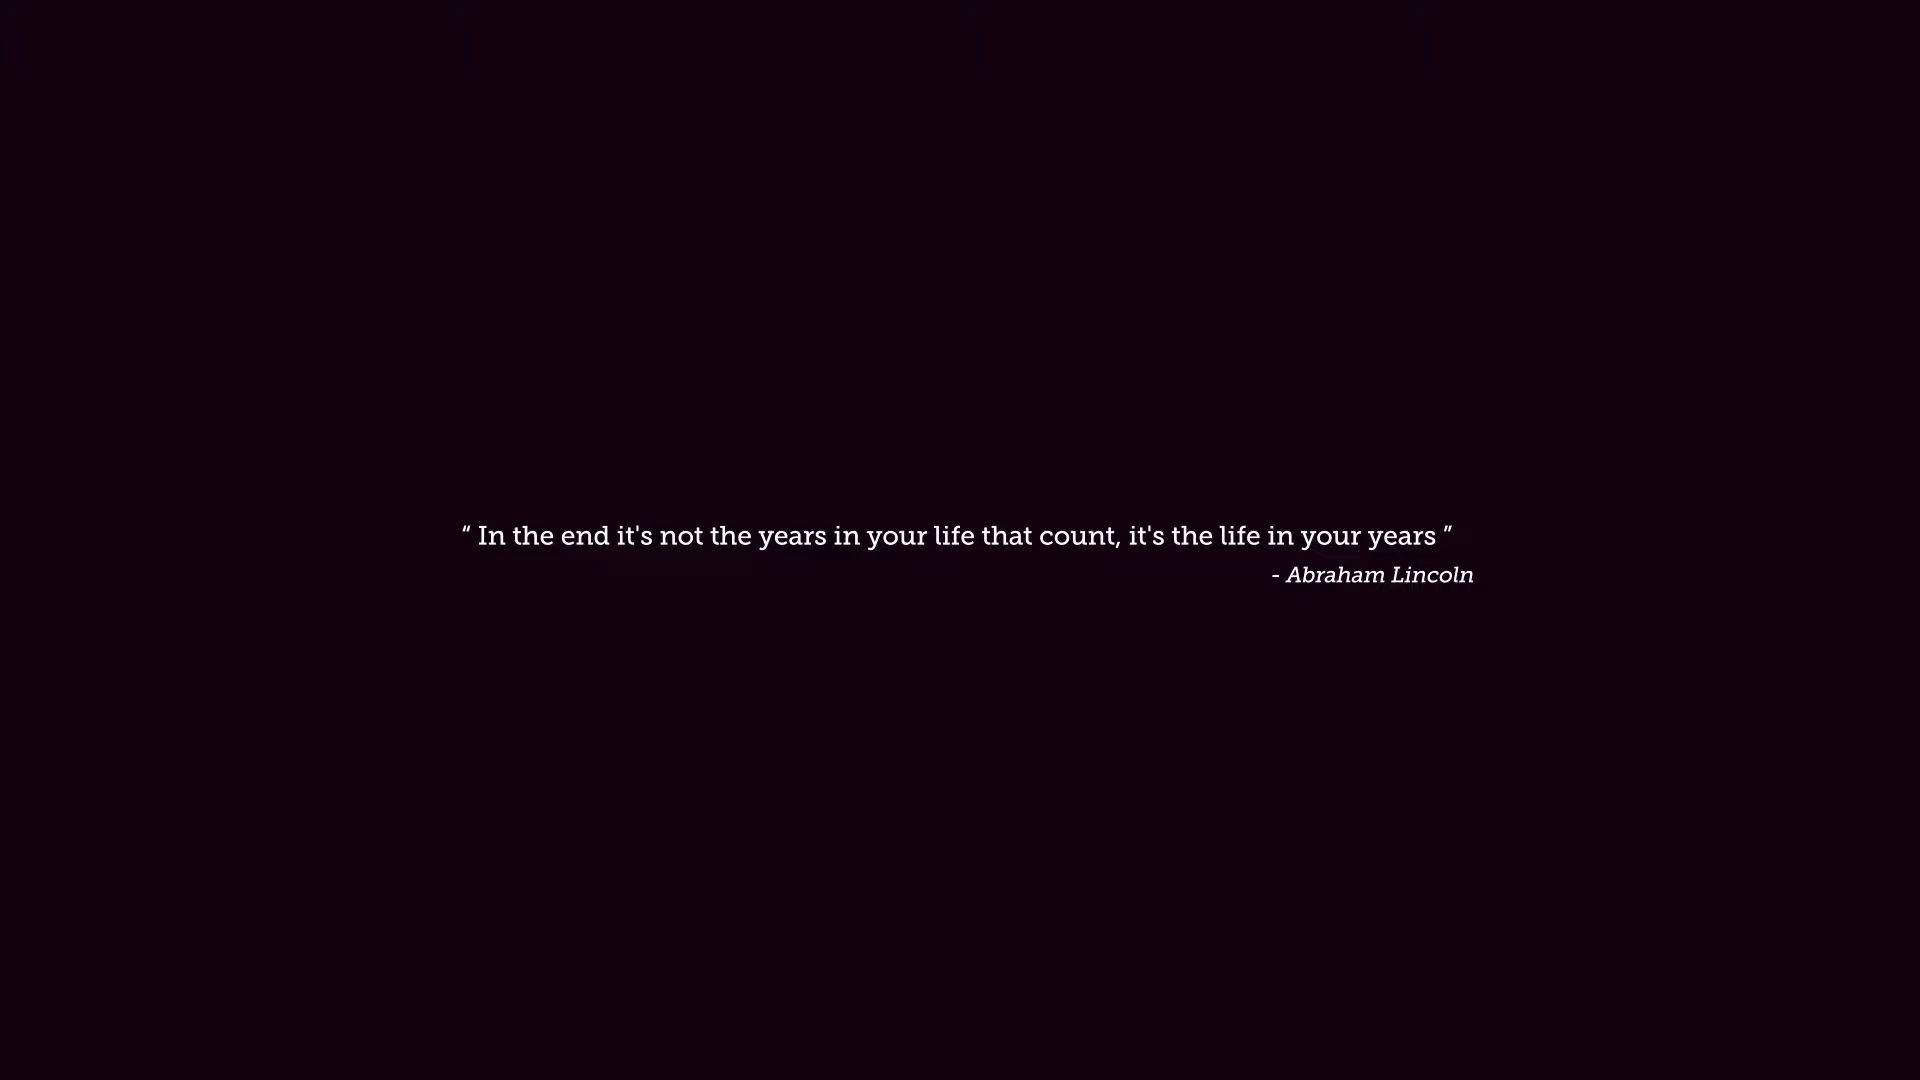 “ In the end it's not the years in your life that count, it's the life in your years ”
- Abraham Lincoln